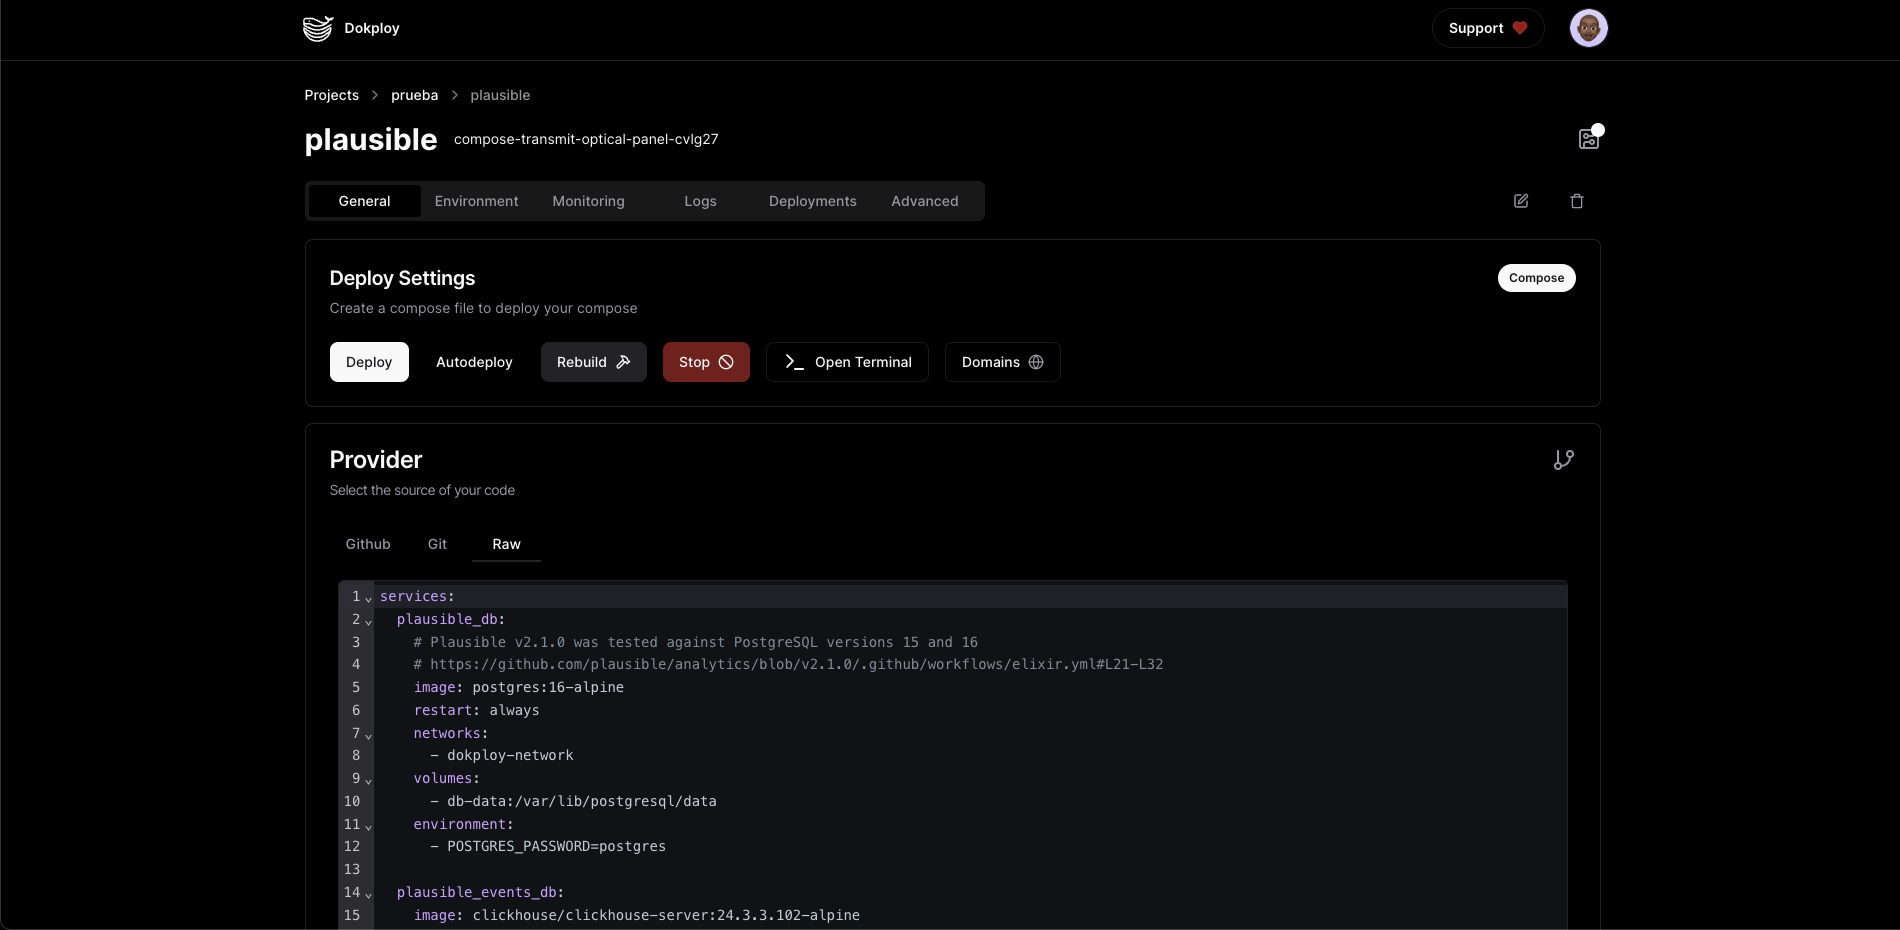 Dokploy
Support
Projects > prueba > plausible
plausible compose-transmit-optical-panel-cvlg27
General Environment Monitoring Logs Deployments Advanced
Deploy Settings
Compose
Create a compose file to deploy your compose
Deploy Autodeploy Rebuild Stop Open Terminal Domains
Provider
Select the source of your code
Github Git Raw
1 services:
2 plausible_db:
3 # Plausible v2.1.0 was tested against PostgreSQL versions 15 and 16
4 # https://github.com/plausible/analytics/blob/v2.1.0/.github/workflows/elixir.yml#L21-L32
5 image: postgres:16-alpine
6 restart: always
7 networks:
8 - dokploy-network
9 volumes:
10 - db-data:/var/lib/postgresql/data
11 environment:
12 - POSTGRES_PASSWORD=postgres
13
14 plausible_events_db:
15 image: clickhouse/clickhouse-server:24.3.3.102-alpine